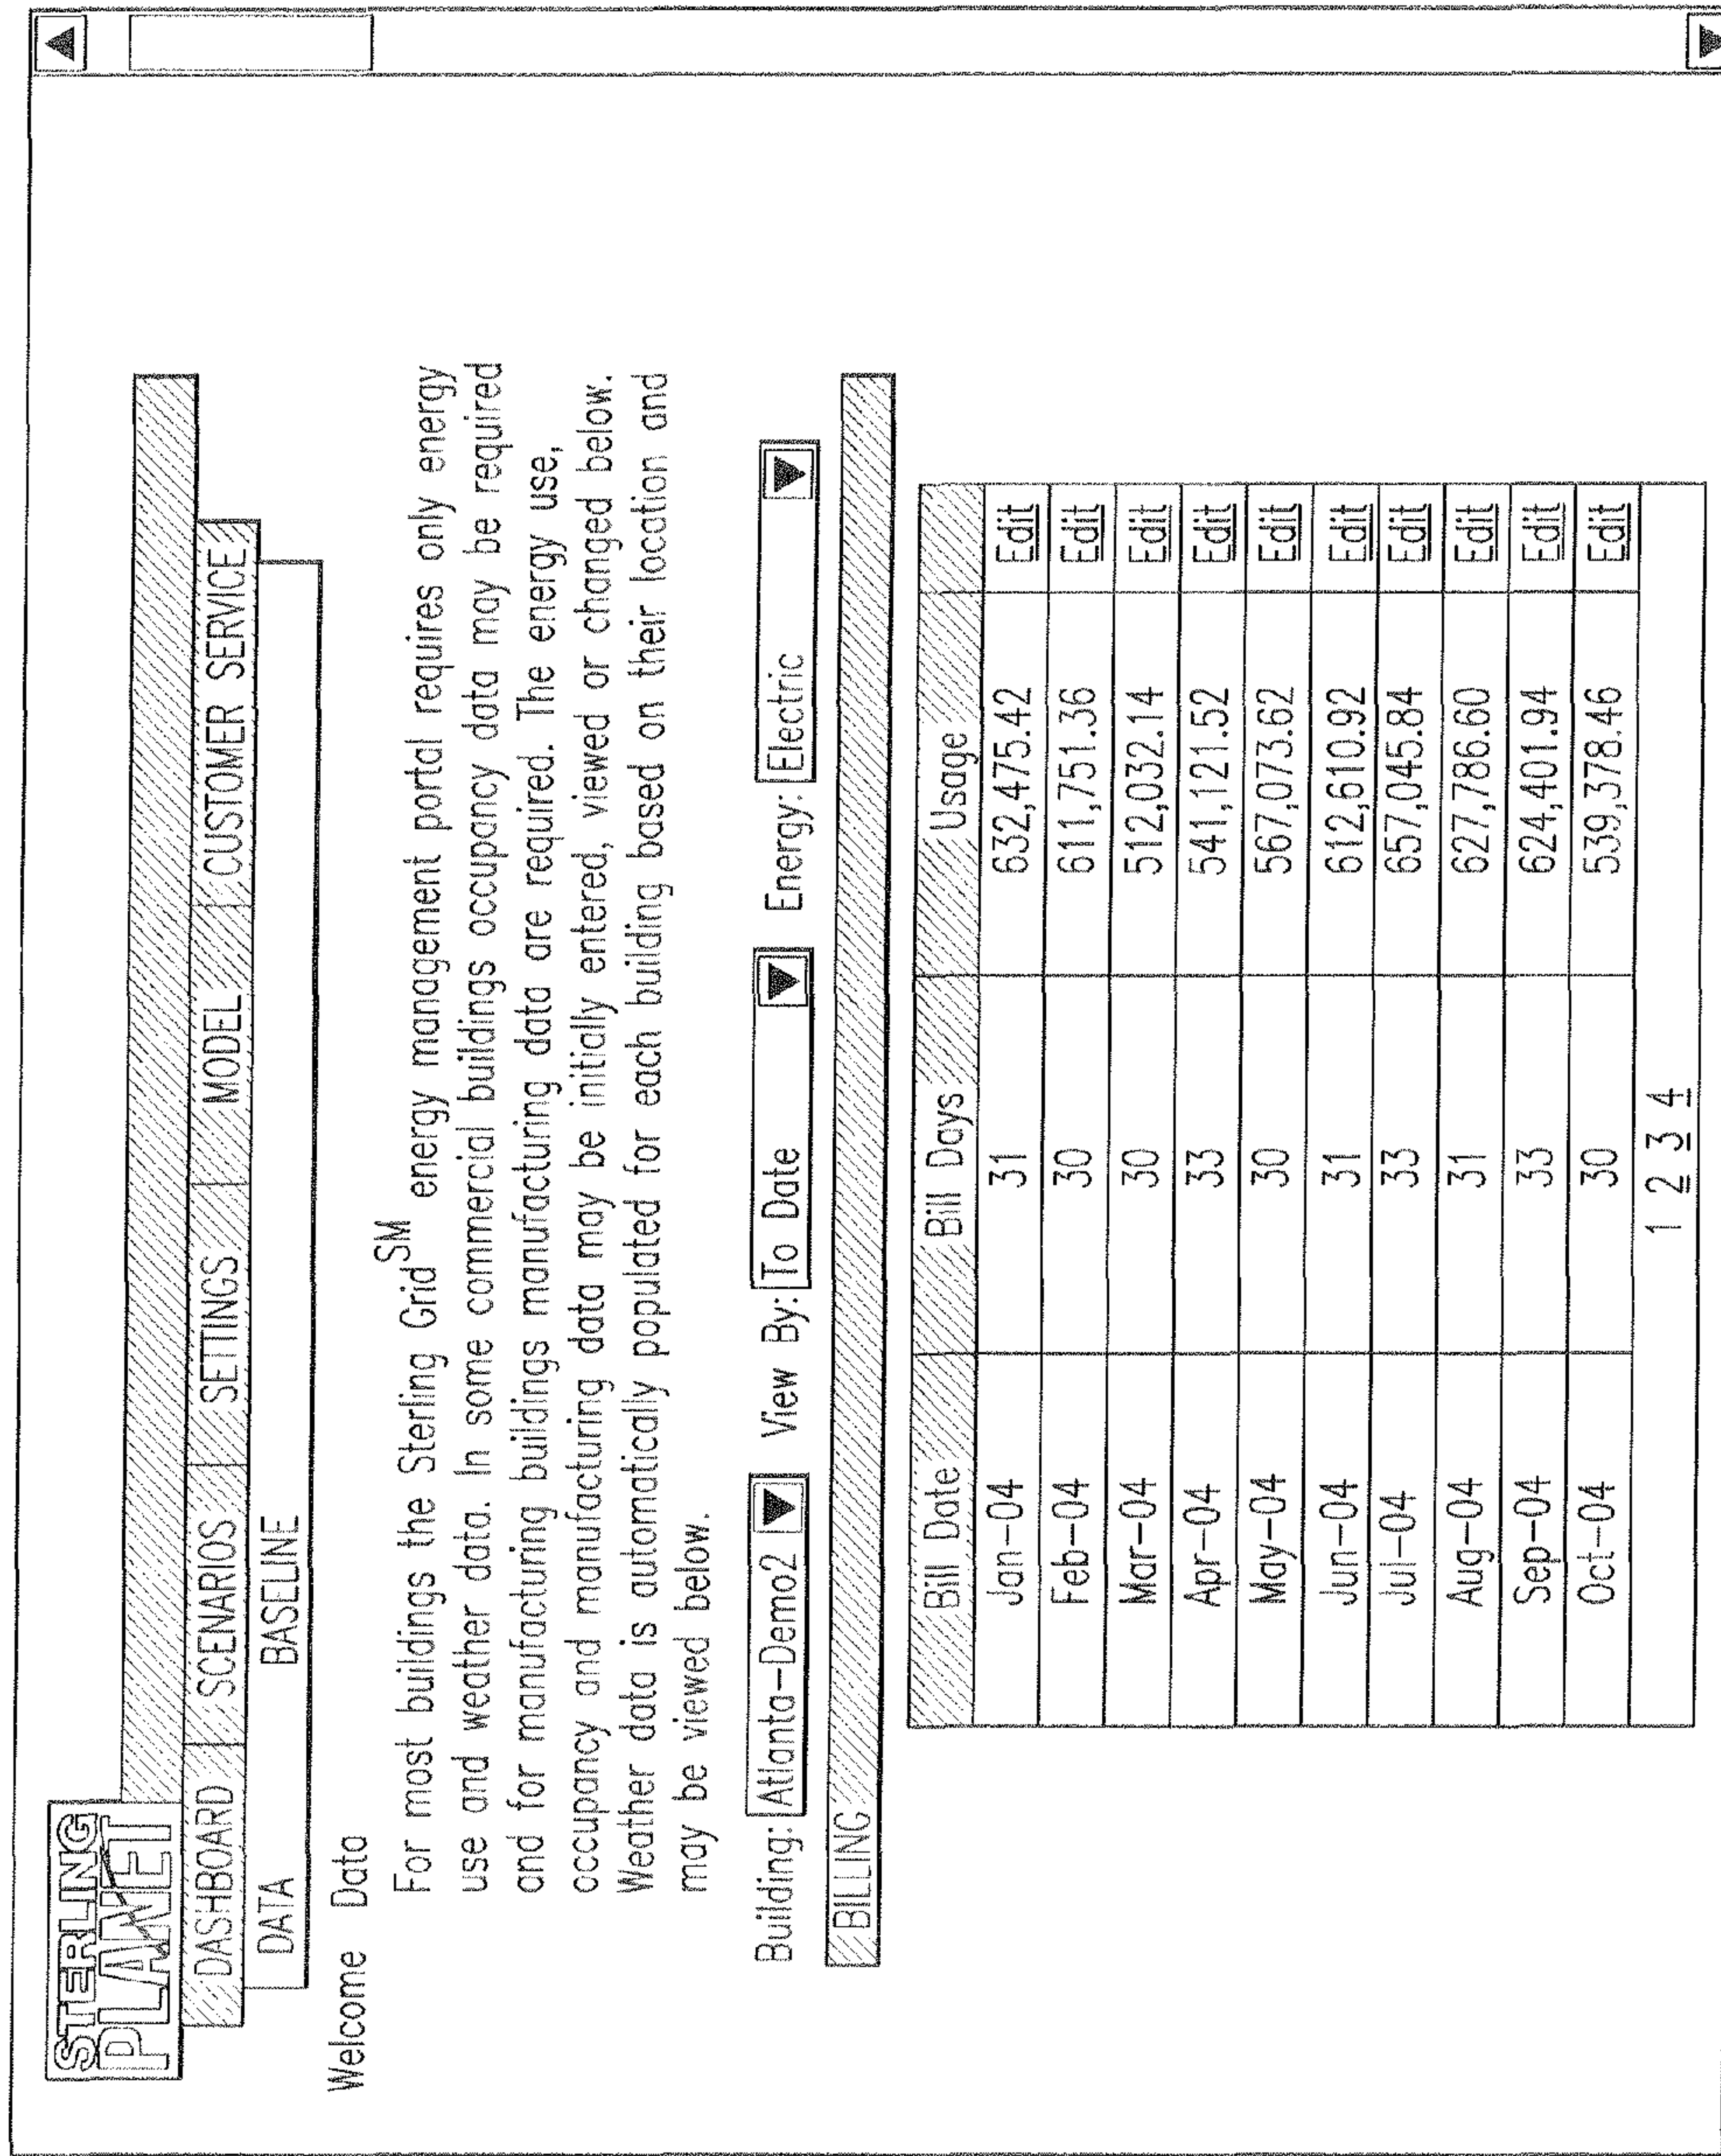 STERLING
PLANET
DASHBOARD SCENARIOS SETTINGS MODEL CUSTOMER SERVICE
DATA BASELINE
Welcome Data
For most buildings the Sterling Grid SM energy management portal requires only energy
use and weather data. In some commercial buildings occupancy data may be required
and for manufacturing buildings manufacturing data are required. The energy use,
occupancy and manufacturing data may be initially entered, viewed or changed below.
Weather data is automatically populated for each building based on their location and
may be viewed below.
Building: Atlanta-Demo2 View By: To Date Energy: Electric
BILLING
Bill Date Bill Days Usage
Jan-04 31 632,475.42 Edit
Feb-04 30 611,751.36 Edit
Mar-04 30 512,032.14 Edit
Apr-04 33 541,121.52 Edit
May-04 30 567,073.62 Edit
Jun-04 31 612,610.92 Edit
Jul-04 33 657,045.84 Edit
Aug-04 31 627,786.60 Edit
Sep-04 33 624,401.94 Edit
Oct-04 30 539,378.46 Edit
1 2 3 4